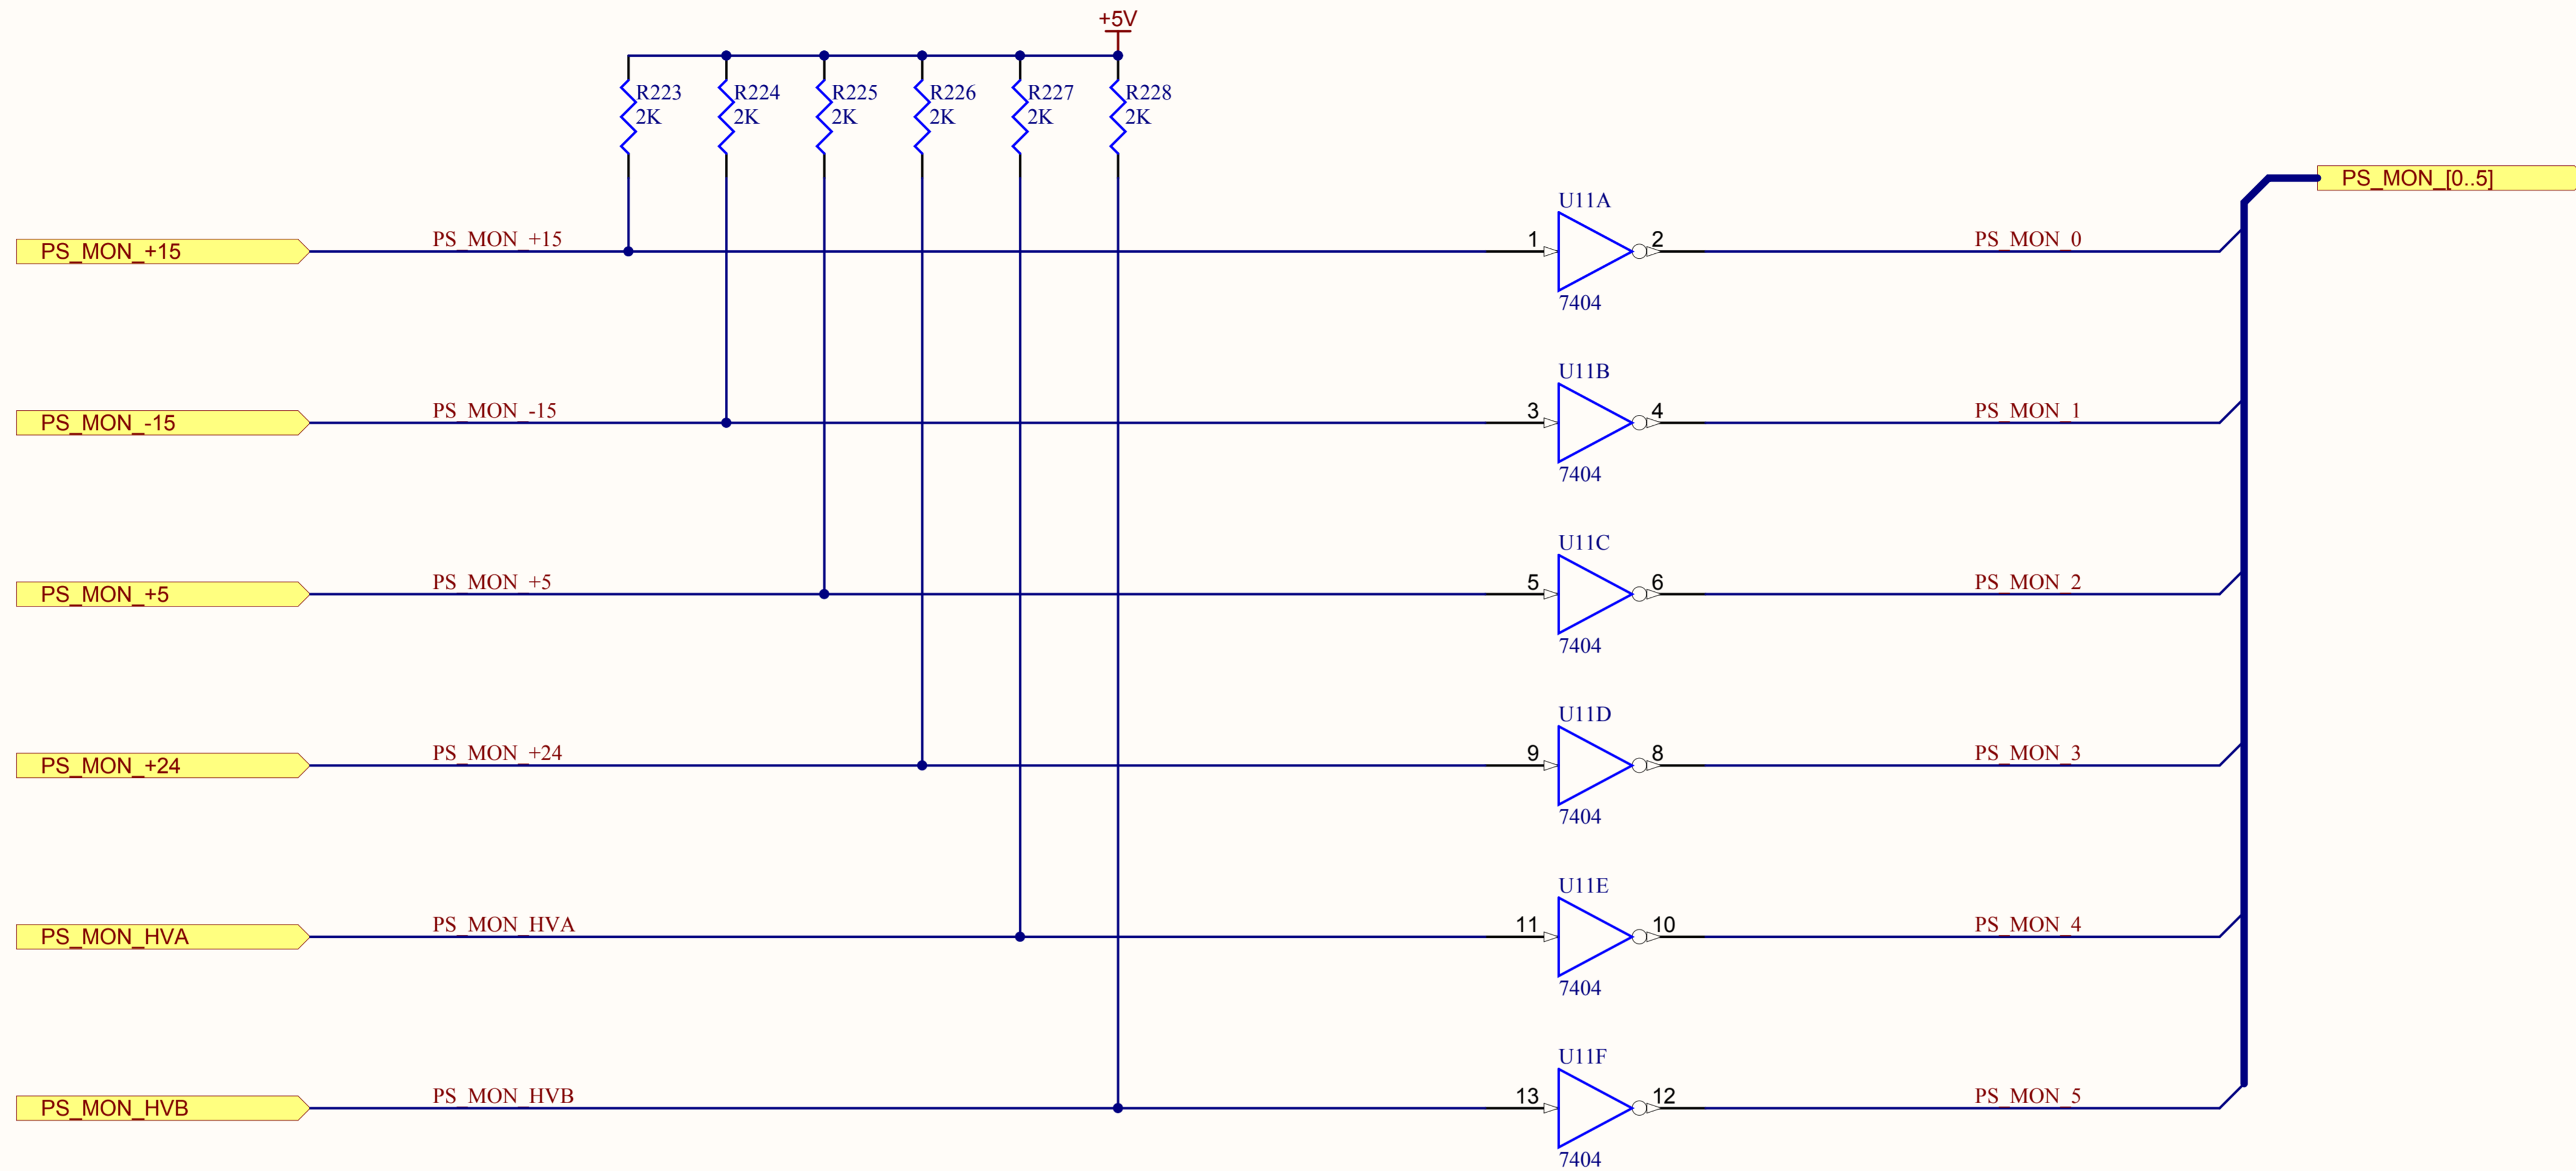 +5V
R223
2K
R224
2K
R225
2K
R226
2K
R227
2K
R228
2K
PS_MON_[0..5]
U11A
PS_MON_+15
PS_MON_+15
1
2
PS_MON_0
7404
U11B
PS_MON_-15
PS_MON_-15
3
4
PS_MON_1
7404
U11C
PS_MON_+5
PS_MON_+5
5
6
PS_MON_2
7404
U11D
PS_MON_+24
PS_MON_+24
9
8
PS_MON_3
7404
U11E
PS_MON_HVA
PS_MON_HVA
11
10
PS_MON_4
7404
U11F
PS_MON_HVB
PS_MON_HVB
13
12
PS_MON_5
7404